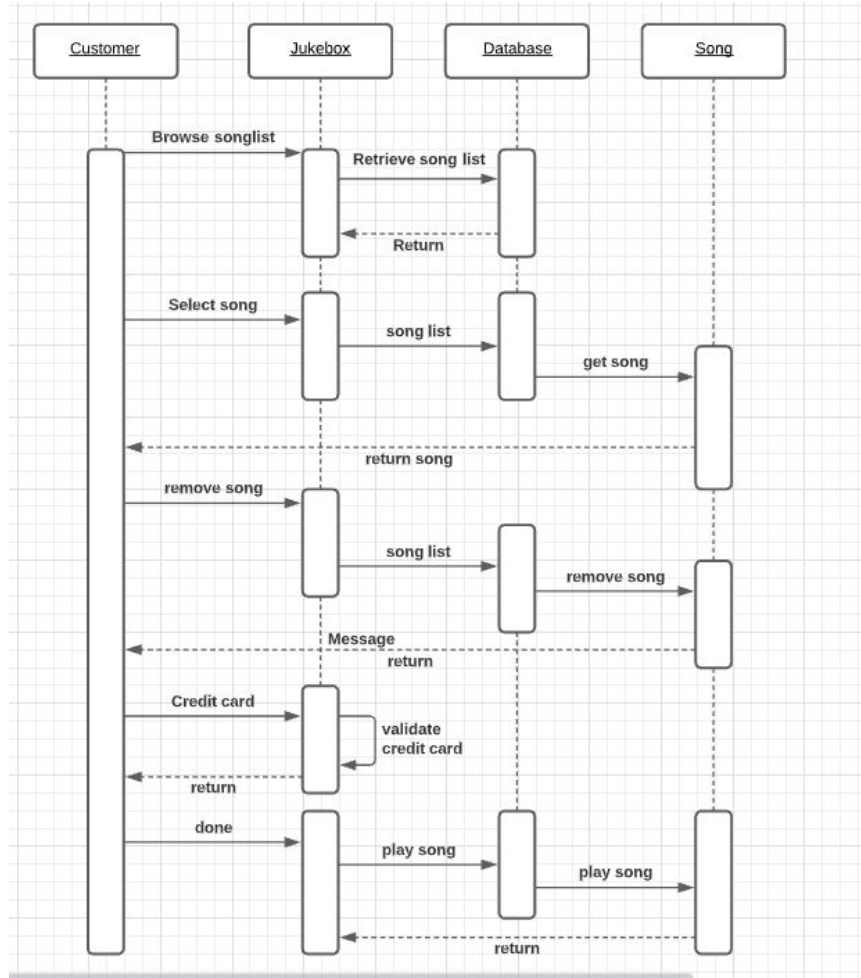 Customer
Jukebox
Database
Song
Browse songlist
Retrieve song list
Return
Select song
song list
get song
return song
remove song
song list
remove song
Message
return
Credit card
validate
credit card
return
done
play song
play song
return